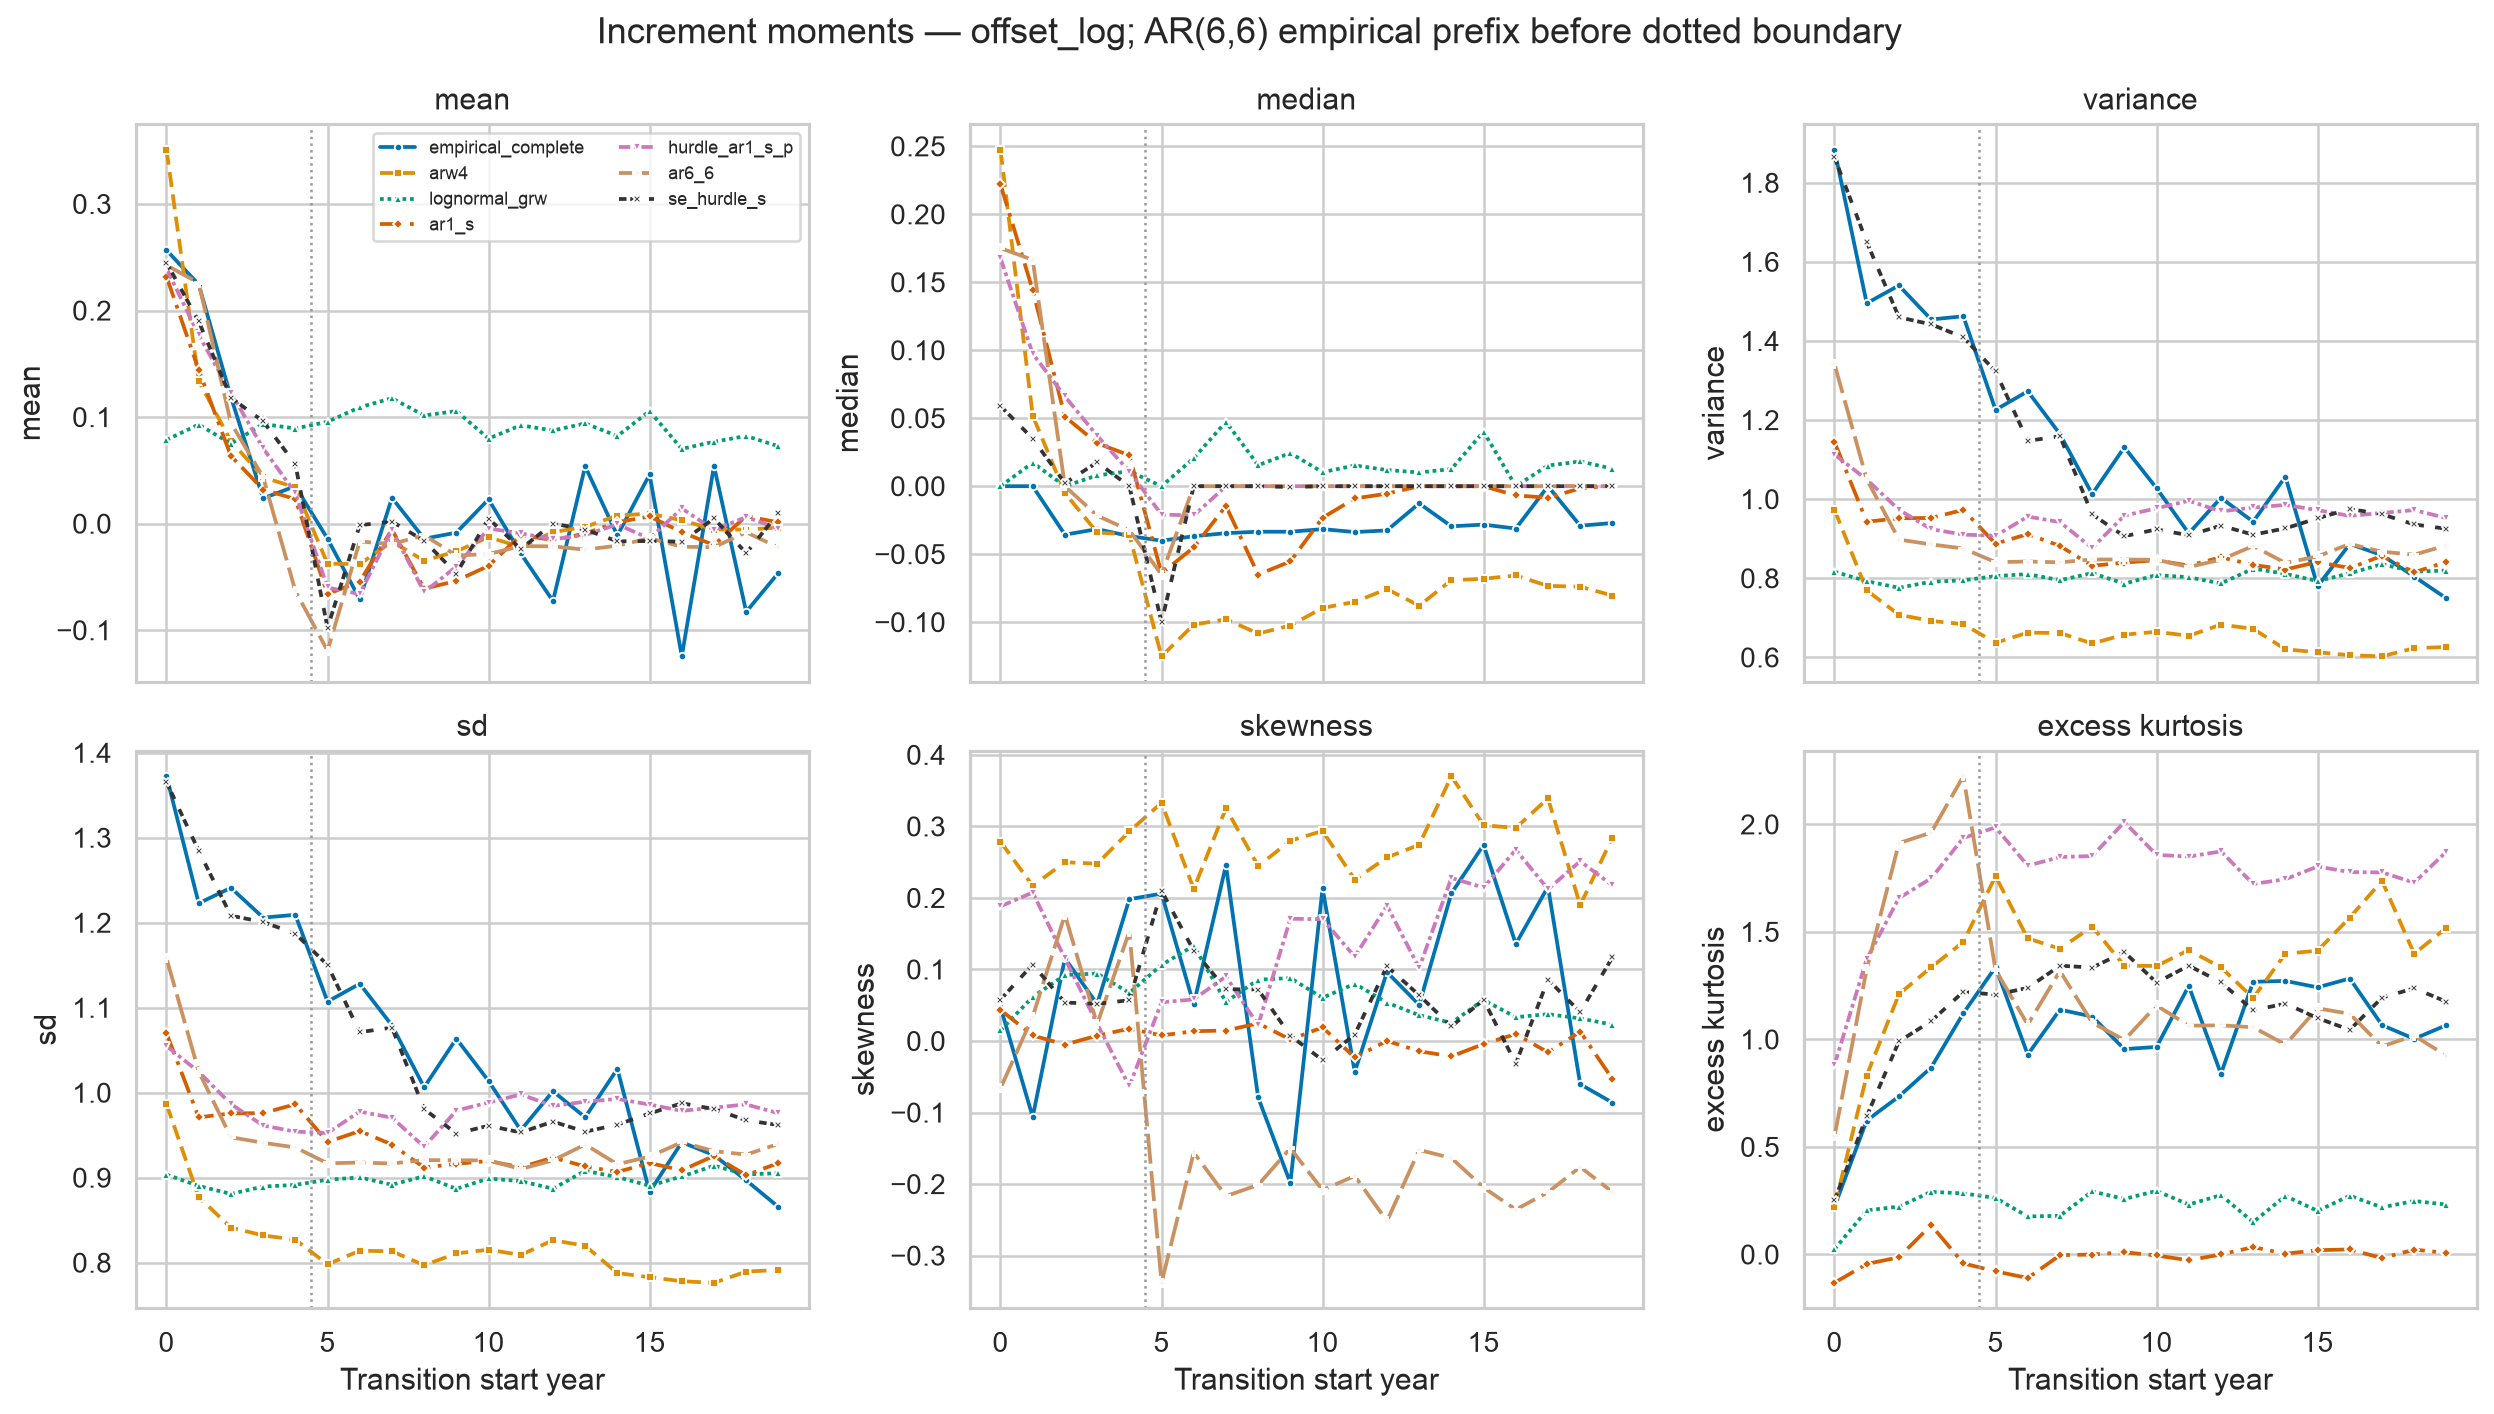 Increment moments — offset_log; AR(6,6) empirical prefix before dotted boundary
mean
mean
0.3
0.2
0.1
0.0
−0.1
empirical_complete
arw4
lognormal_grw
ar1_s
hurdle_ar1_s_p
ar6_6
se_hurdle_s
median
median
0.25
0.20
0.15
0.10
0.05
0.00
−0.05
−0.10
variance
variance
1.8
1.6
1.4
1.2
1.0
0.8
0.6
sd
sd
1.4
1.3
1.2
1.1
1.0
0.9
0.8
0
5
10
15
Transition start year
skewness
skewness
0.4
0.3
0.2
0.1
0.0
−0.1
−0.2
−0.3
0
5
10
15
Transition start year
excess kurtosis
excess kurtosis
2.0
1.5
1.0
0.5
0.0
0
5
10
15
Transition start year